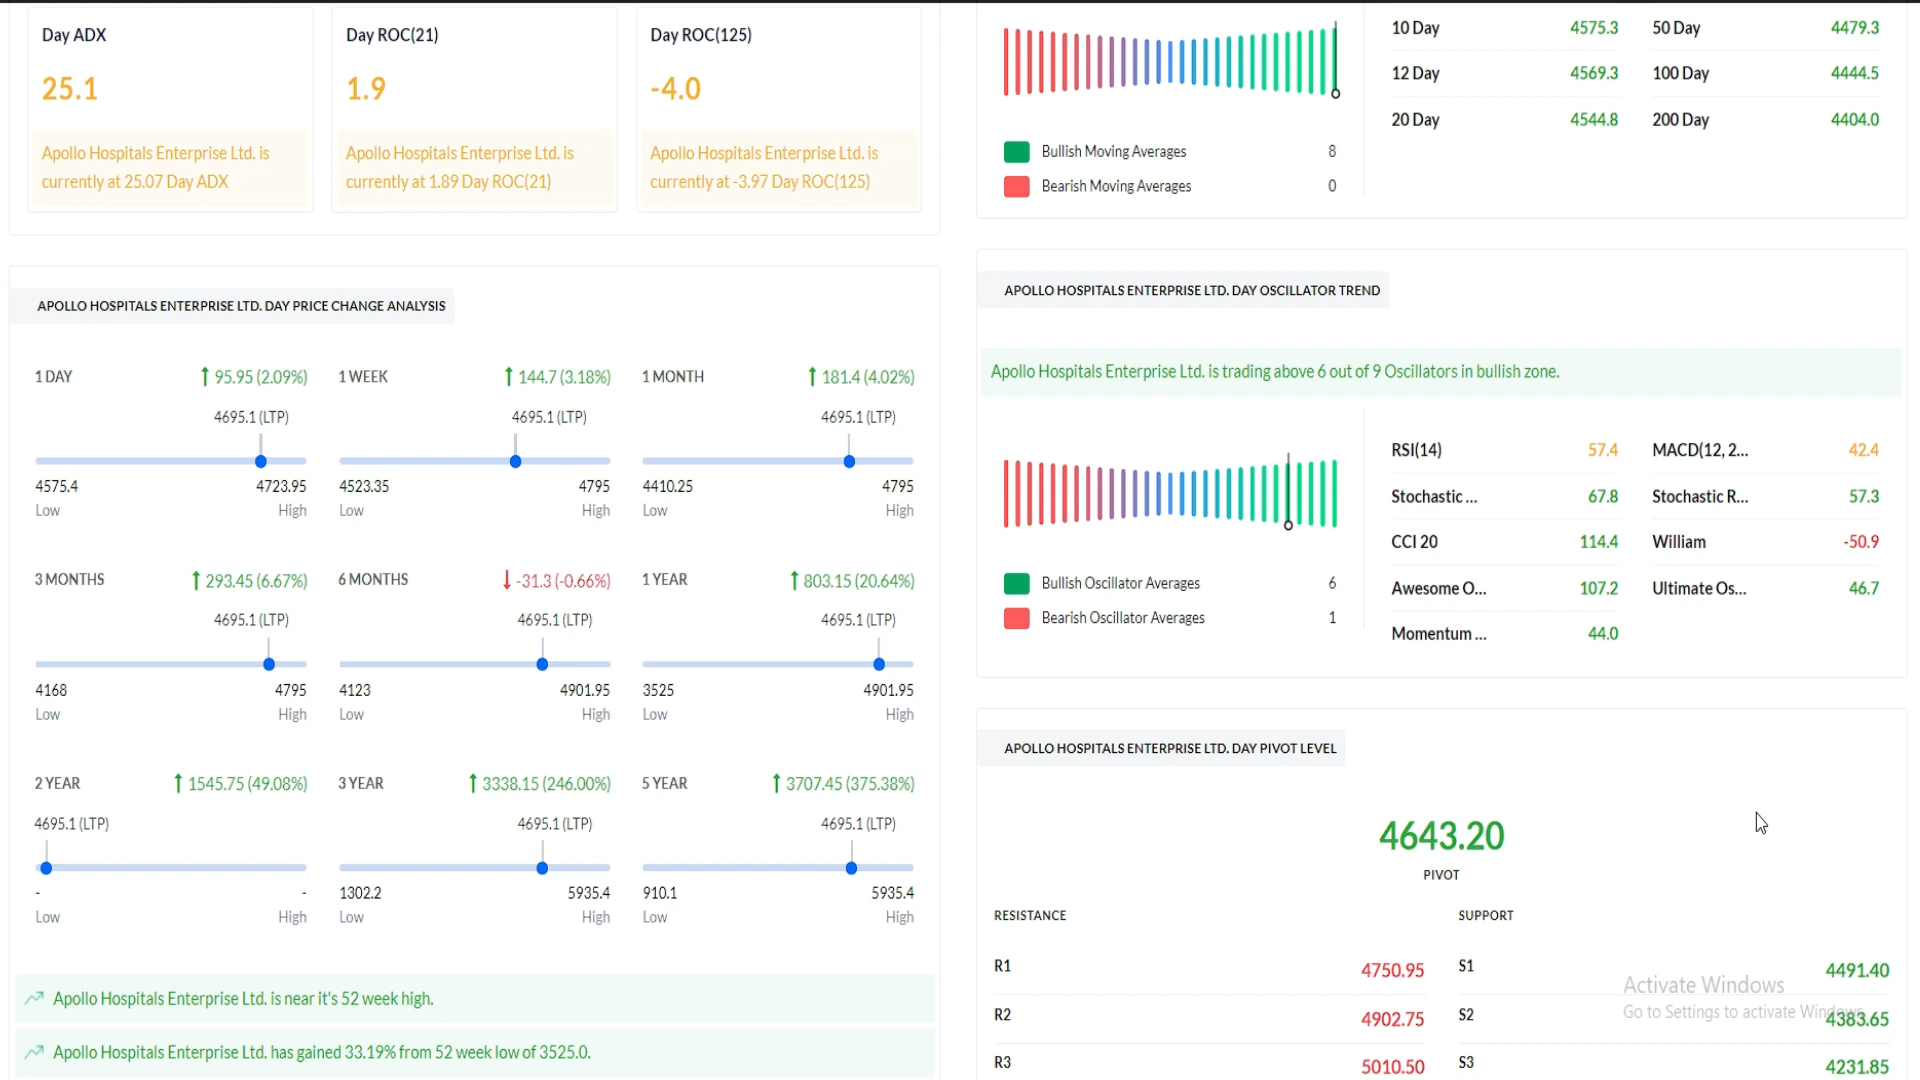 Day ADX
25.1
Apollo Hospitals Enterprise Ltd. is
currently at 25.07 Day ADX
Day ROC(21)
1.9
Apollo Hospitals Enterprise Ltd. is
currently at 1.89 Day ROC(21)
Day ROC(125)
-4.0
Apollo Hospitals Enterprise Ltd. is
currently at -3.97 Day ROC(125)
APOLLO HOSPITALS ENTERPRISE LTD. DAY PRICE CHANGE ANALYSIS
1 DAY 95.95 (2.09%)
4695.1 (LTP)
4575.4 4723.95
Low High
1 WEEK 144.7 (3.18%)
4695.1 (LTP)
4523.35 4795
Low High
1 MONTH 181.4 (4.02%)
4695.1 (LTP)
4410.25 4795
Low High
3 MONTHS 293.45 (6.67%)
4695.1 (LTP)
4168 4795
Low High
6 MONTHS -31.3 (-0.66%)
4695.1 (LTP)
4123 4901.95
Low High
1 YEAR 803.15 (20.64%)
4695.1 (LTP)
3525 4901.95
Low High
2 YEAR 1545.75 (49.08%)
4695.1 (LTP)
- -
Low High
3 YEAR 3338.15 (246.00%)
4695.1 (LTP)
1302.2 5935.4
Low High
5 YEAR 3707.45 (375.38%)
4695.1 (LTP)
910.1 5935.4
Low High
Apollo Hospitals Enterprise Ltd. is near it's 52 week high.
Apollo Hospitals Enterprise Ltd. has gained 33.19% from 52 week low of 3525.0.
Bullish Moving Averages 8
Bearish Moving Averages 0
10 Day 4575.3 50 Day 4479.3
12 Day 4569.3 100 Day 4444.5
20 Day 4544.8 200 Day 4404.0
APOLLO HOSPITALS ENTERPRISE LTD. DAY OSCILLATOR TREND
Apollo Hospitals Enterprise Ltd. is trading above 6 out of 9 Oscillators in bullish zone.
Bullish Oscillator Averages 6
Bearish Oscillator Averages 1
RSI(14) 57.4 MACD(12, 2... 42.4
Stochastic ... 67.8 Stochastic R... 57.3
CCI 20 114.4 William -50.9
Awesome O... 107.2 Ultimate Os... 46.7
Momentum ... 44.0
APOLLO HOSPITALS ENTERPRISE LTD. DAY PIVOT LEVEL
4643.20
PIVOT
RESISTANCE SUPPORT
R1 4750.95 S1 4491.40
R2 4902.75 S2 4383.65
R3 5010.50 S3 4231.85
Activate Windows
Go to Settings to activate Windows.